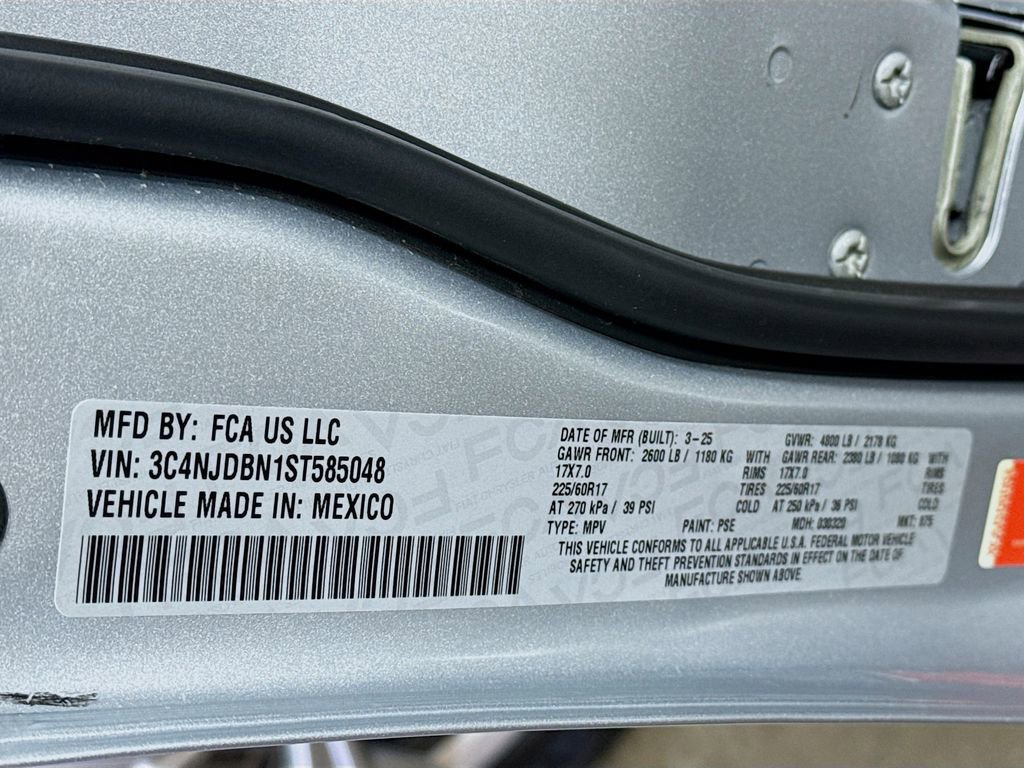 MFD BY: FCA US LLC
VIN: 3C4NJDBN1ST585048
VEHICLE MADE IN: MEXICO
DATE OF MFR (BUILT): 3-25 GVWR: 4800 LB / 2178 KG
GAWR FRONT: 2600 LB / 1180 KG WITH GAWR REAR: 2380 LB / 1080 KG WITH
17X7.0 RIMS 17X7.0 RIMS
225/60R17 TIRES 225/60R17 TIRES
AT 270 kPa / 39 PSI COLD AT 250 kPa / 36 PSI COLD
TYPE: MPV PAINT: PSE MDH: 030320 MKT: 875
THIS VEHICLE CONFORMS TO ALL APPLICABLE U.S.A. FEDERAL MOTOR VEHICLE
SAFETY AND THEFT PREVENTION STANDARDS IN EFFECT ON THE DATE OF
MANUFACTURE SHOWN ABOVE.